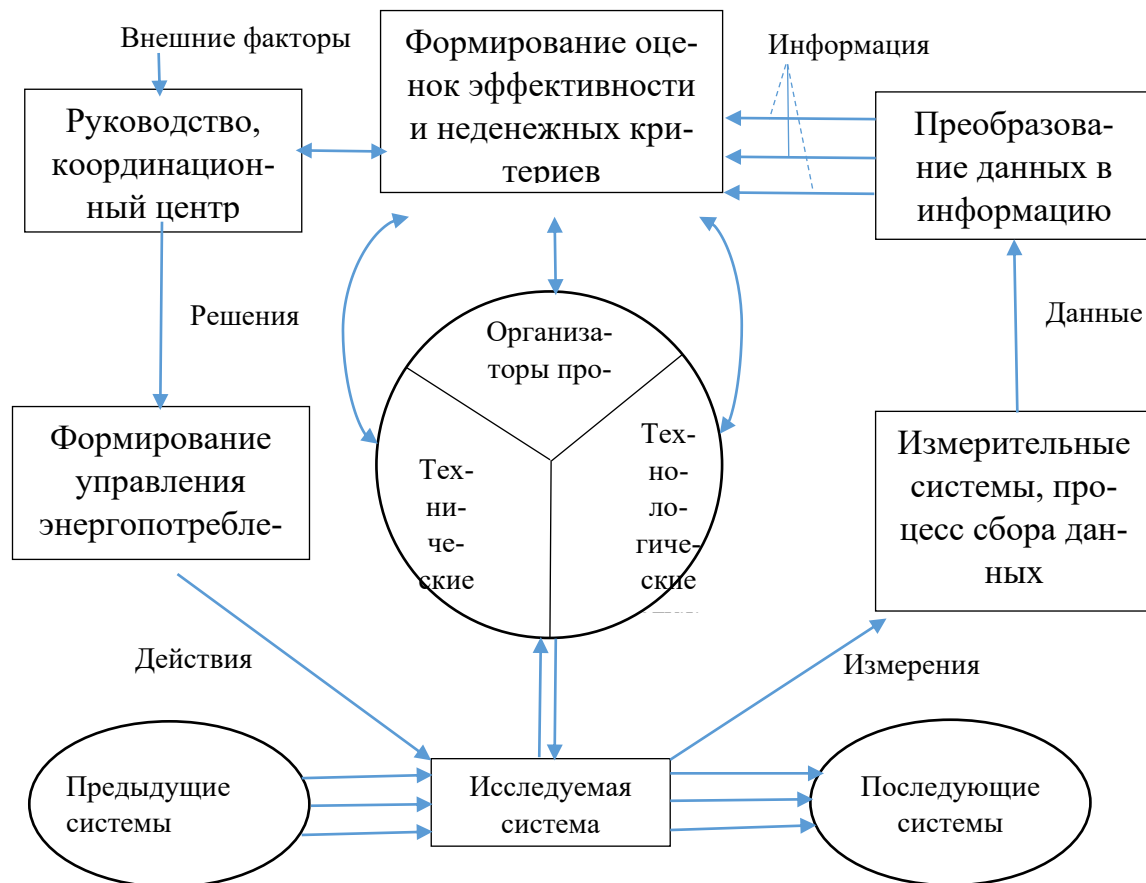 Внешние факторы
Формирование оце-
нок эффективности
и неденежных кри-
териев
Информация
Руководство,
координацион-
ный центр
Преобразова-
ние данных в
информацию
Решения
Данные
Организа-
торы про-
Формирование
управления
энергопотребле-
Тех-
ни-
че-
ские
Тех-
но-
ло-
гиче-
ские
Измерительные
системы, про-
цесс сбора дан-
ных
Действия
Измерения
Предыдущие
системы
Исследуемая
система
Последующие
системы